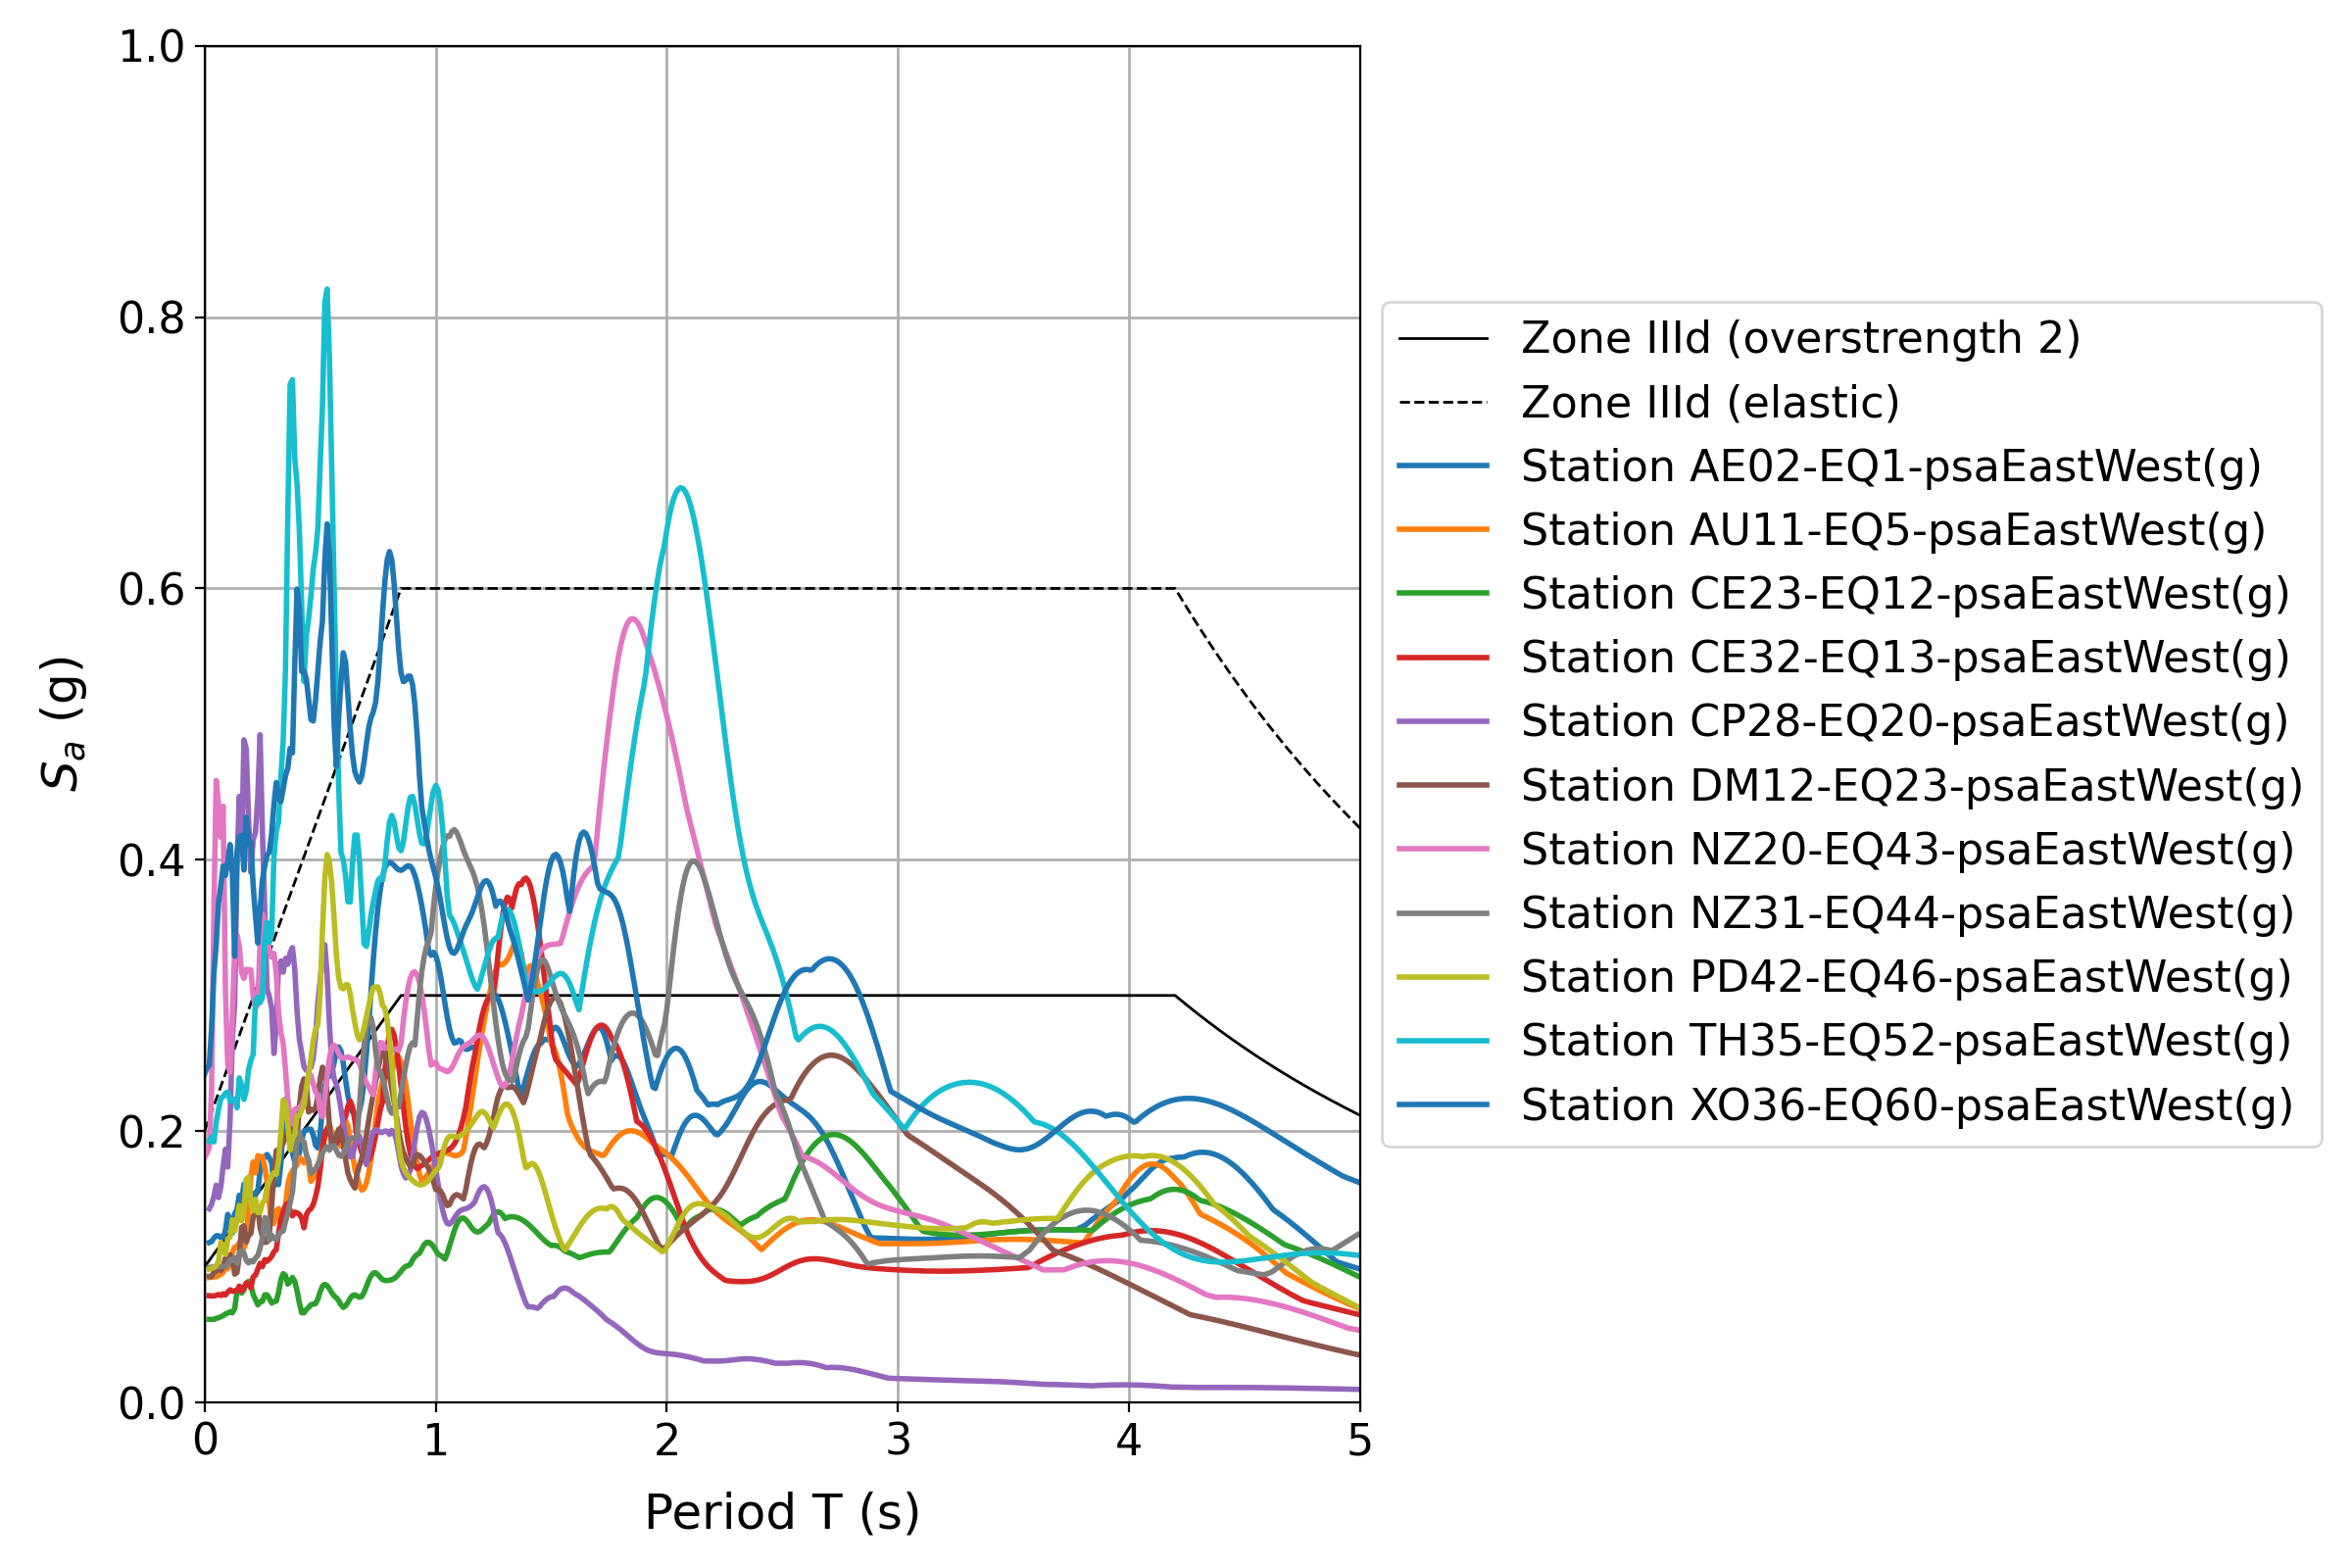 1.0
0.8
0.6
0.4
0.2
0.0
0 1 2 3 4 5
Sa (g)
Period T (s)
Zone IIId (overstrength 2)
Zone IIId (elastic)
Station AE02-EQ1-psaEastWest(g)
Station AU11-EQ5-psaEastWest(g)
Station CE23-EQ12-psaEastWest(g)
Station CE32-EQ13-psaEastWest(g)
Station CP28-EQ20-psaEastWest(g)
Station DM12-EQ23-psaEastWest(g)
Station NZ20-EQ43-psaEastWest(g)
Station NZ31-EQ44-psaEastWest(g)
Station PD42-EQ46-psaEastWest(g)
Station TH35-EQ52-psaEastWest(g)
Station XO36-EQ60-psaEastWest(g)